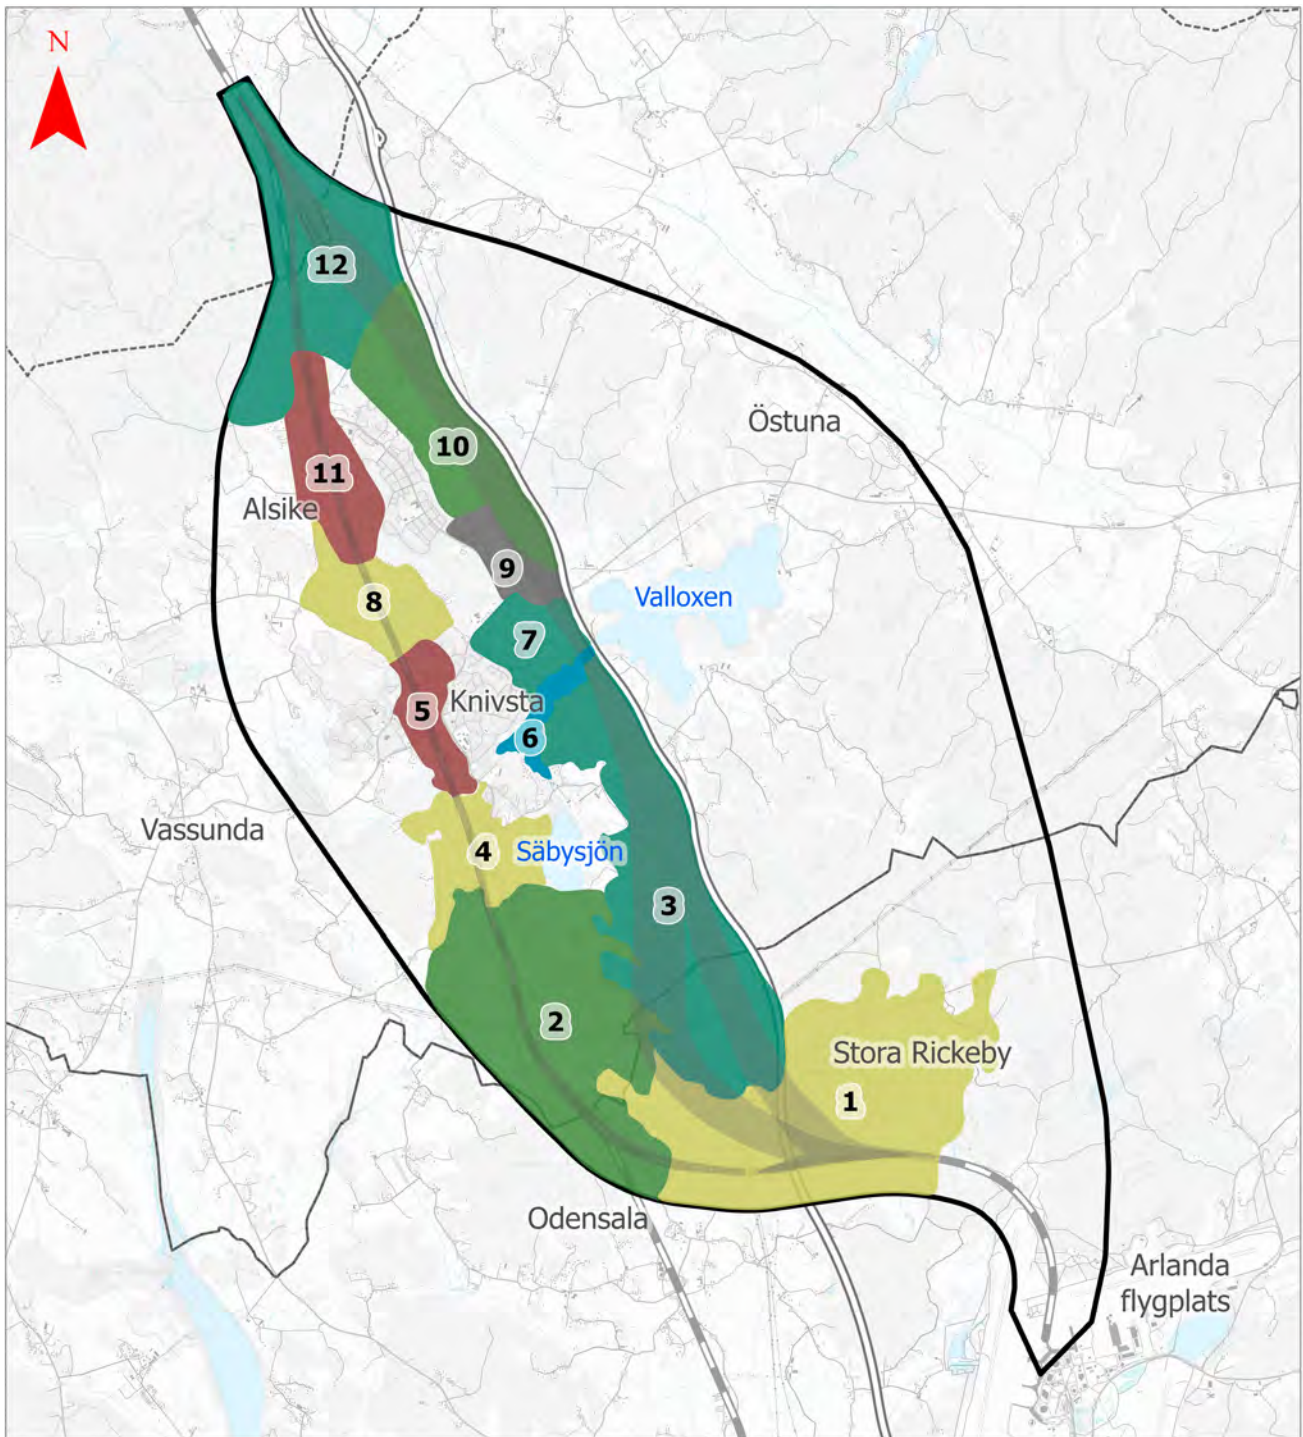 N
12
Östuna
10
11
Alsike
9
Valloxen
8
7
Knivsta
5
6
Vassunda
4
Säbysjön
3
2
Stora Rickeby
1
Odensala
Arlanda
flygplats